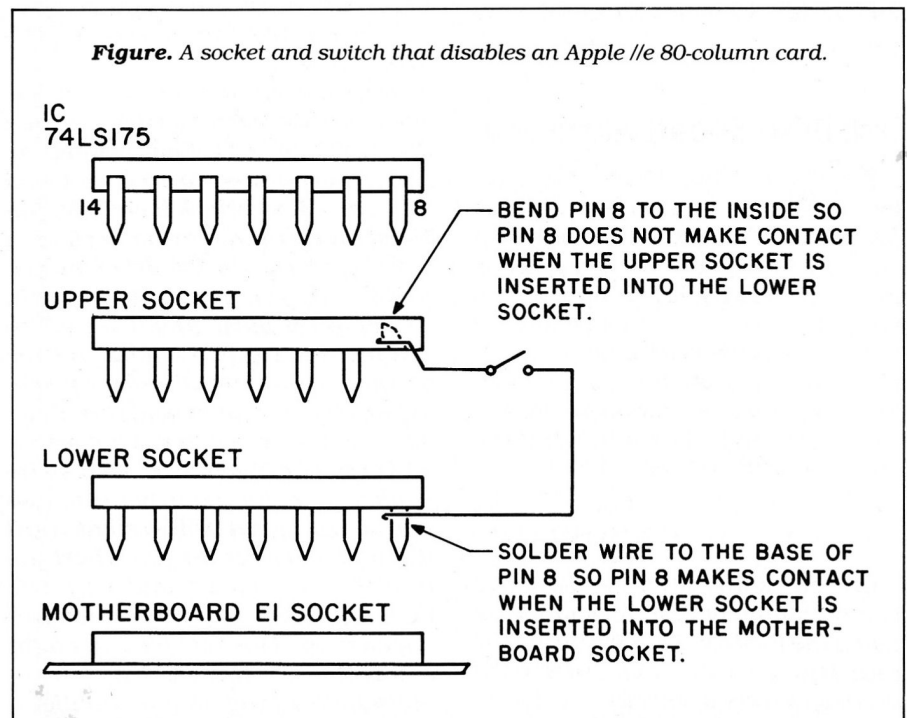 Figure. A socket and switch that disables an Apple //e 80-column card.
IC
74LS175
14
8
BEND PIN 8 TO THE INSIDE SO
PIN 8 DOES NOT MAKE CONTACT
WHEN THE UPPER SOCKET IS
INSERTED INTO THE LOWER
SOCKET.
UPPER SOCKET
LOWER SOCKET
SOLDER WIRE TO THE BASE OF
PIN 8 SO PIN 8 MAKES CONTACT
WHEN THE LOWER SOCKET IS
INSERTED INTO THE MOTHER-
BOARD SOCKET.
MOTHERBOARD E1 SOCKET